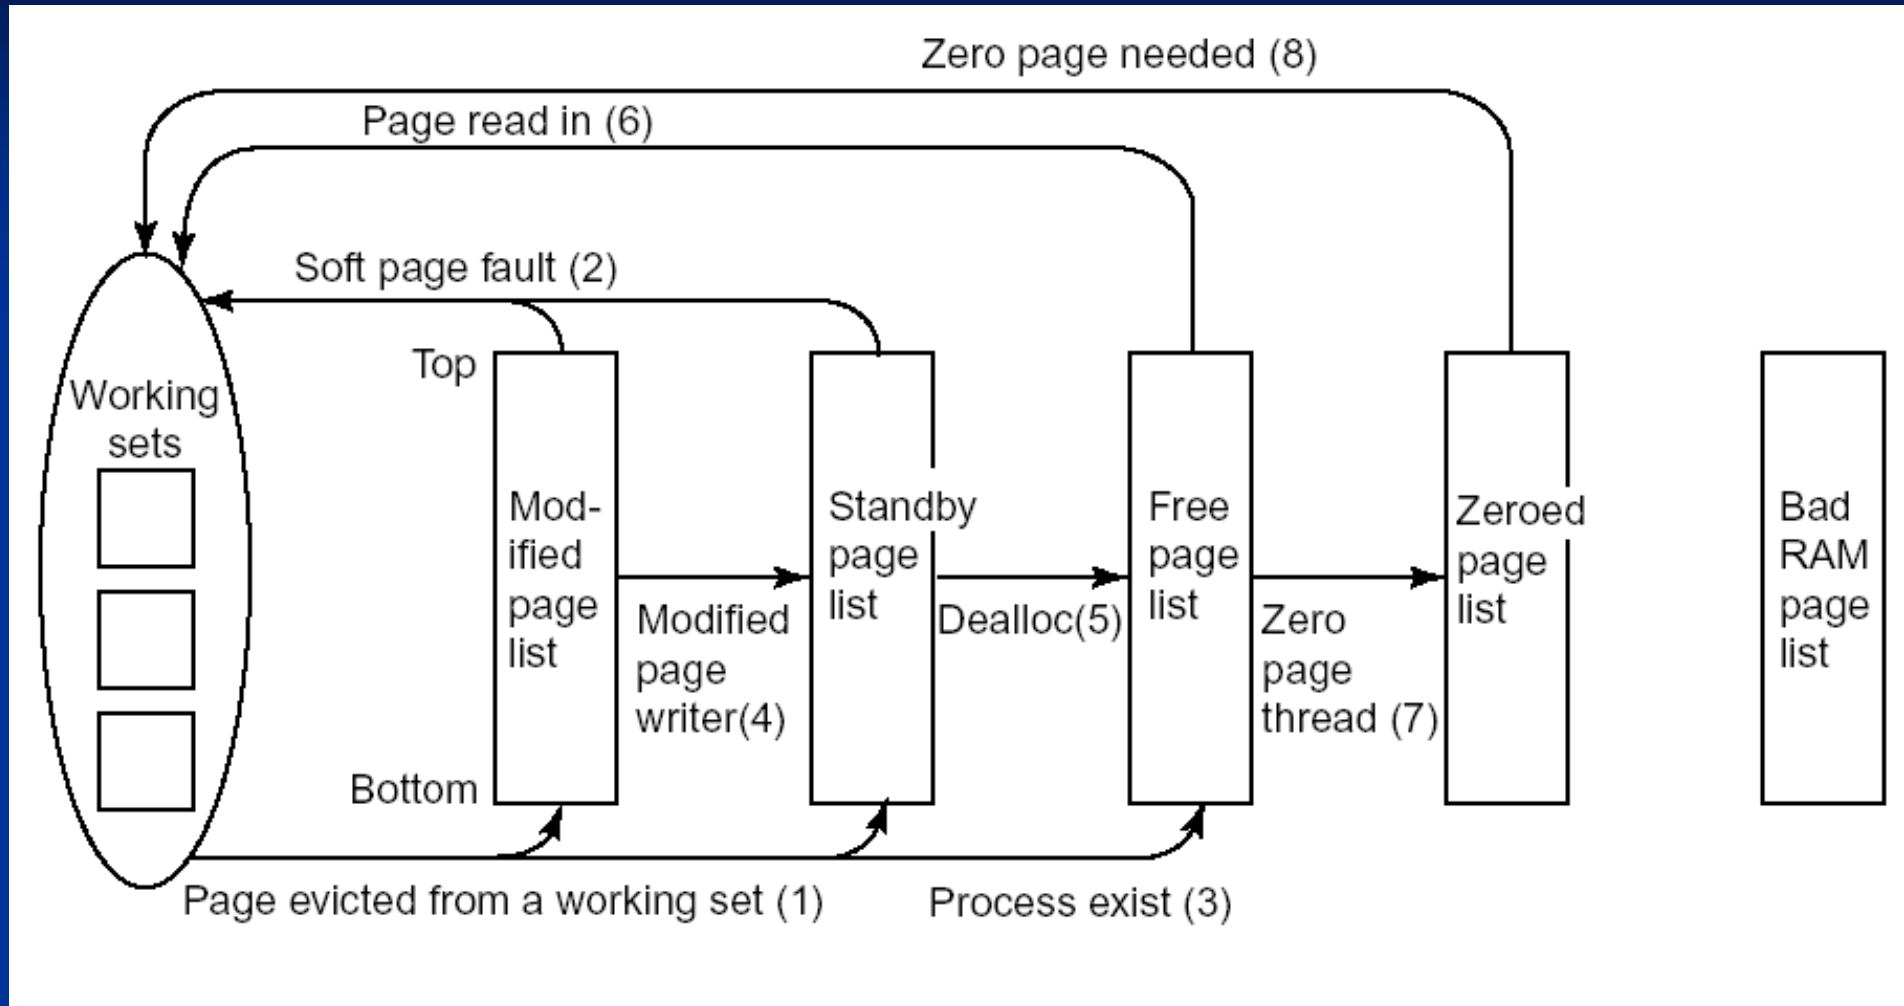 Zero page needed (8)
Page read in (6)
Soft page fault (2)
Top
Working
sets
Mod-
ified
page
list
Standby
page
list
Free
page
list
Zeroed
page
list
Bad
RAM
page
list
Modified
page
writer(4)
Dealloc(5)
Zero
page
thread (7)
Bottom
Page evicted from a working set (1)
Process exist (3)